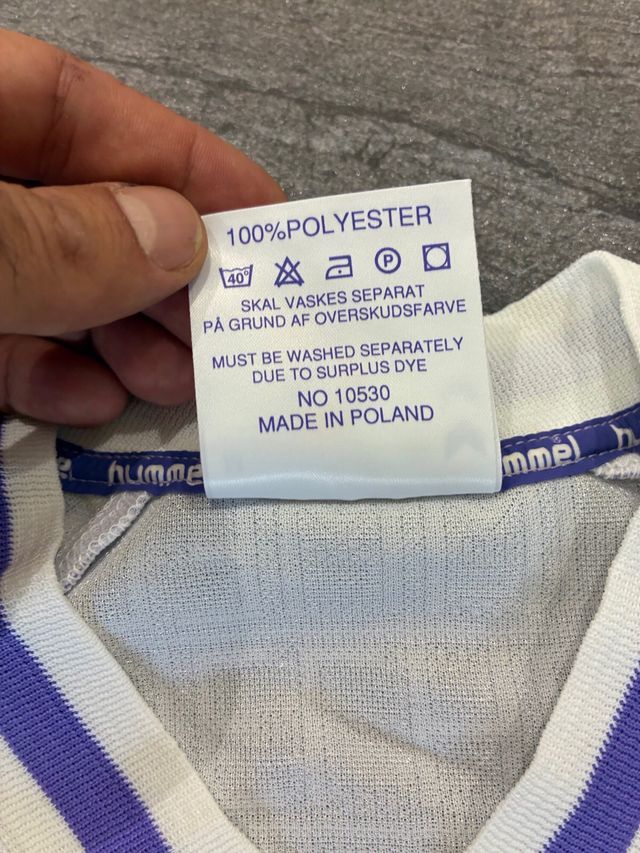 100%POLYESTER
40° P
SKAL VASKES SEPARAT
PÅ GRUND AF OVERSKUDSFARVE
MUST BE WASHED SEPARATELY
DUE TO SURPLUS DYE
NO 10530
MADE IN POLAND
hummel
mmel